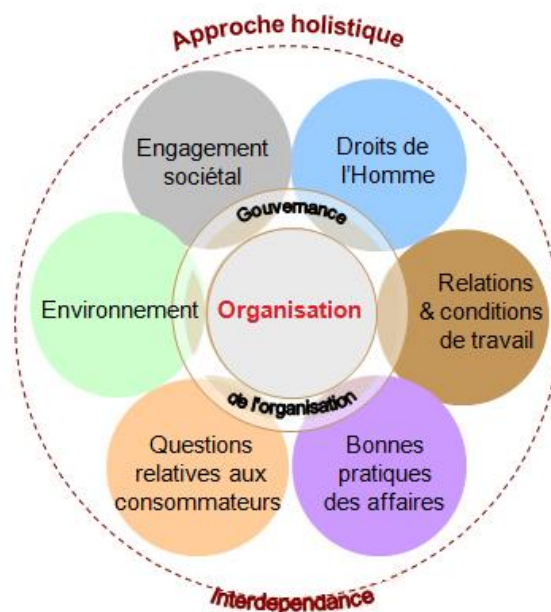 Approche holistique
Engagement
sociétal
Droits de
l'Homme
Gouvernance
Environnement
Organisation
Relations
& conditions
de travail
de l'organisation
Questions
relatives aux
consommateurs
Bonnes
pratiques
des affaires
Interdependance